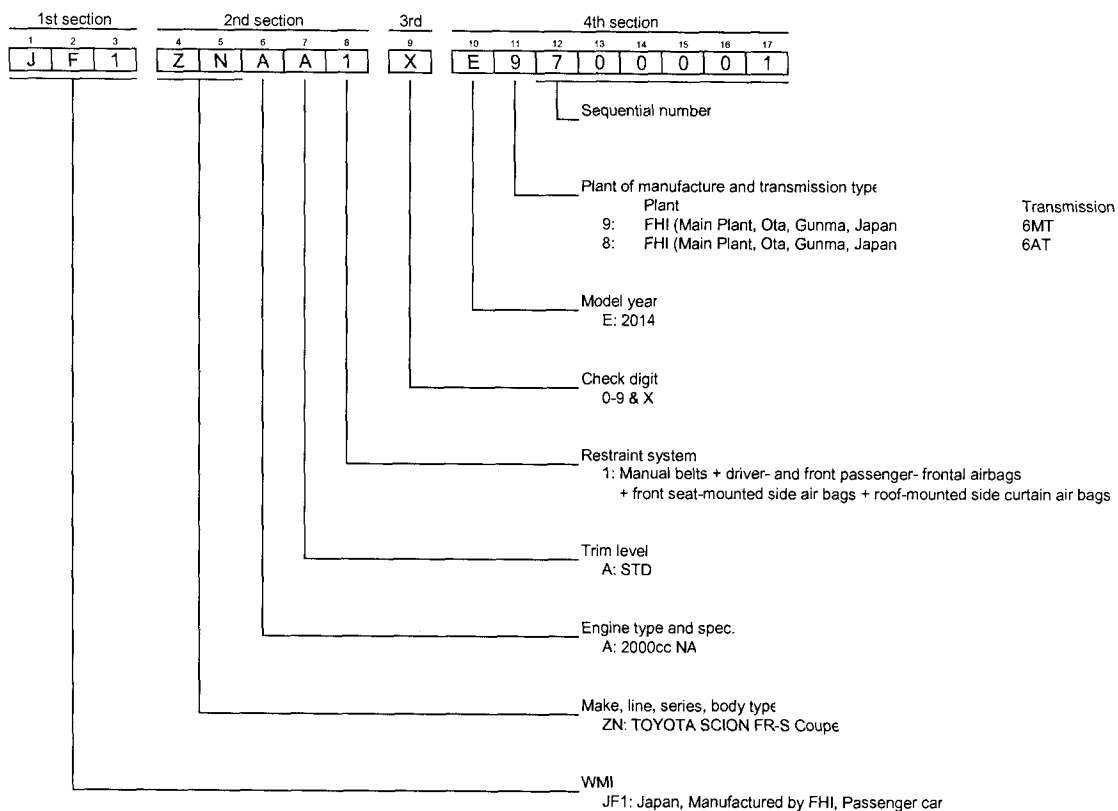 1st section 2nd section 3rd 4th section
1 2 3 4 5 6 7 8 9 10 11 12 13 14 15 16 17
J F 1 Z N A A 1 X E 9 7 0 0 0 0 1
Sequential number
Plant of manufacture and transmission type
Plant Transmission
9: FHI (Main Plant, Ota, Gunma, Japan 6MT
8: FHI (Main Plant, Ota, Gunma, Japan 6AT
Model year
E: 2014
Check digit
0-9 & X
Restraint system
1: Manual belts + driver- and front passenger- frontal airbags
+ front seat-mounted side air bags + roof-mounted side curtain air bags
Trim level
A: STD
Engine type and spec.
A: 2000cc NA
Make, line, series, body type
ZN: TOYOTA SCION FR-S Coupe
WMI
JF1: Japan, Manufactured by FHI, Passenger car